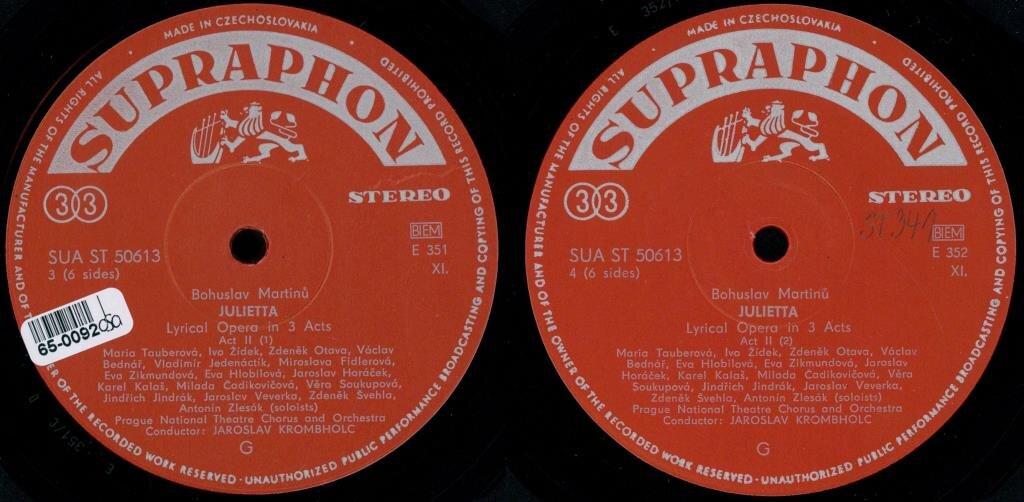 MADE IN CZECHOSLOVAKIA
ALL RIGHTS OF THE MANUFACTURER AND OF THE OWNER OF THE RECORDED WORK RESERVED · UNAUTHORIZED PUBLIC PERFORMANCE BROADCASTING AND COPYING OF THIS RECORD PROHIBITED
SUPRAPHON
33
STEREO
BIEM
SUA ST 50613
E 351
3 (6 sides)
XI.
65-0092
Bohuslav Martinů
JULIETTA
Lyrical Opera in 3 Acts
Act II (1)
Maria Tauberová, Ivo Žídek, Zdeněk Otava, Václav
Bednář, Vladimír Jedenáctík, Miroslava Fidlerová,
Eva Zikmundová, Eva Hlobilová, Jaroslav Horáček,
Karel Kalaš, Milada Čadikovičová, Věra Soukupová,
Jindřich Jindrák, Jaroslav Veverka, Zdeněk Švehla,
Antonín Zlesák (soloists)
Prague National Theatre Chorus and Orchestra
Conductor: JAROSLAV KROMBHOLC
G
E 351/C D
E 352/
MADE IN CZECHOSLOVAKIA
ALL RIGHTS OF THE MANUFACTURER AND OF THE OWNER OF THE RECORDED WORK RESERVED · UNAUTHORIZED PUBLIC PERFORMANCE BROADCASTING AND COPYING OF THIS RECORD PROHIBITED
SUPRAPHON
33
STEREO
BIEM
SUA ST 50613
E 352
4 (6 sides)
XI.
Bohuslav Martinů
JULIETTA
Lyrical Opera in 3 Acts
Act II (2)
Maria Tauberová, Ivo Žídek, Zdeněk Otava, Václav
Bednář, Eva Hlobilová, Eva Zikmundová, Jaroslav
Horáček, Karel Kalaš, Milada Čadikovičová, Věra
Soukupová, Jindřich Jindrák, Jaroslav Veverka,
Zdeněk Švehla, Antonín Zlesák (soloists)
Prague National Theatre Chorus and Orchestra
Conductor: JAROSLAV KROMBHOLC
G